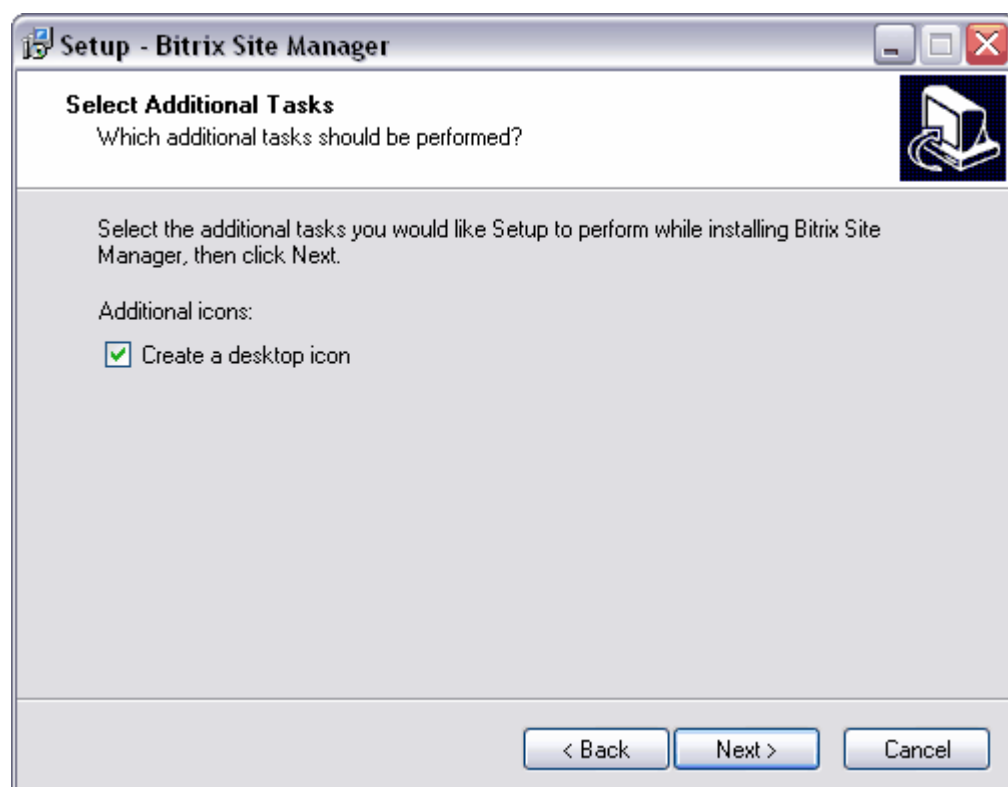 Setup - Bitrix Site Manager
Select Additional Tasks
Which additional tasks should be performed?
Select the additional tasks you would like Setup to perform while installing Bitrix Site
Manager, then click Next.
Additional icons:
Create a desktop icon
< Back
Next >
Cancel